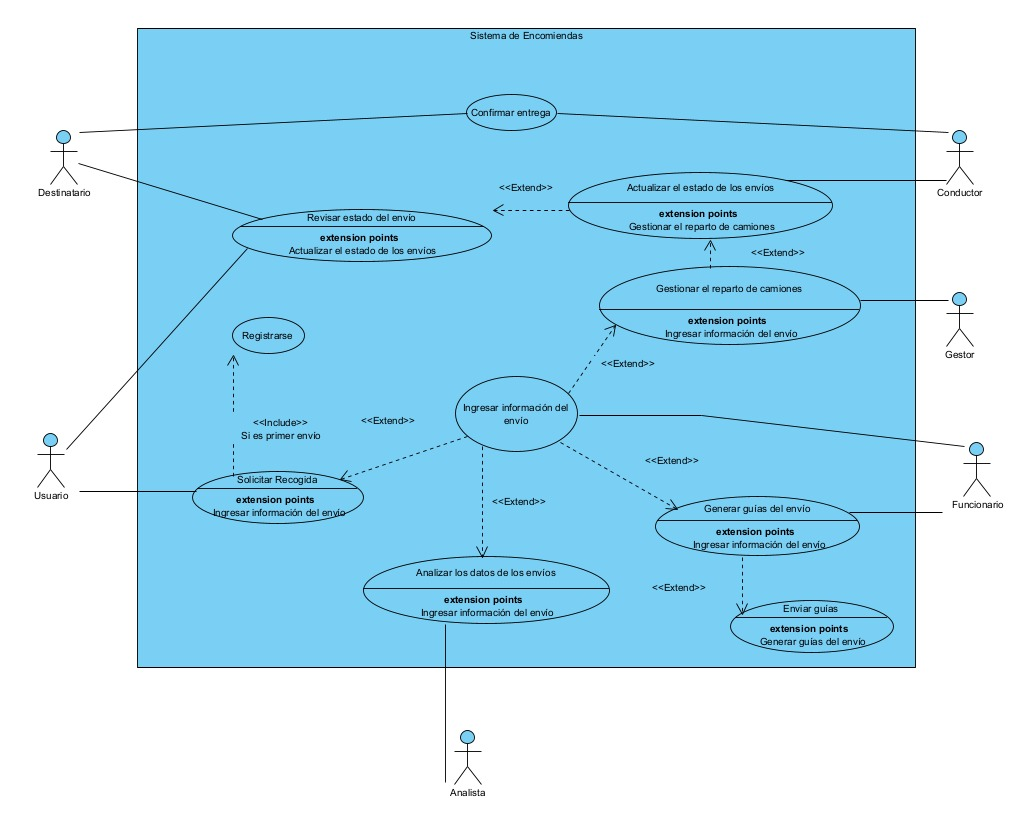 Sistema de Encomiendas
Confirmar entrega
Destinatario
Conductor
<<Extend>>
Actualizar el estado de los envíos
extension points
Gestionar el reparto de camiones
Revisar estado del envío
extension points
Actualizar el estado de los envíos
<<Extend>>
Gestionar el reparto de camiones
extension points
Ingresar información del envío
Gestor
Registrarse
<<Extend>>
Ingresar información del
envío
<<Include>>
Si es primer envío
<<Extend>>
<<Extend>>
Usuario
Solicitar Recogida
extension points
Ingresar información del envío
<<Extend>>
Generar guías del envío
extension points
Ingresar información del envío
Funcionario
Analizar los datos de los envíos
extension points
Ingresar información del envío
<<Extend>>
Enviar guías
extension points
Generar guías del envío
Analista